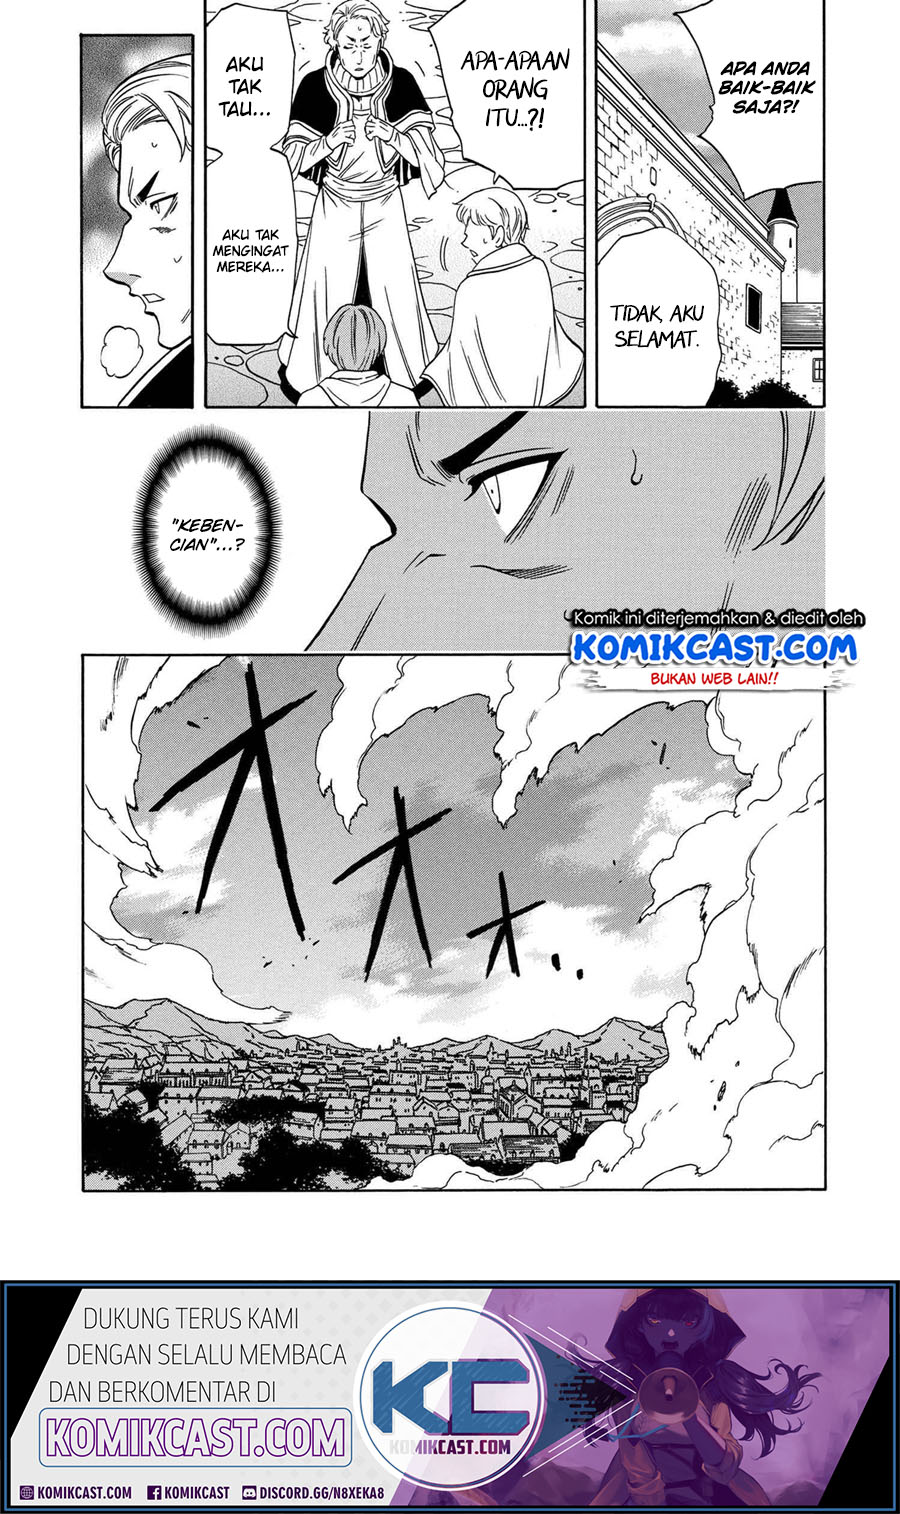 APA ANDA
BAIK-BAIK
SAJA?!
TIDAK, AKU
SELAMAT.
APA-APAAN
ORANG
ITU...?!
AKU
TAK
TAU...
AKU TAK
MENGINGAT
MEREKA...
"KEBEN-
CIAN"...?
Komik ini diterjemahkan & diedit oleh
KOMIKCAST.COM
BUKAN WEB LAIN!!
オオオ
DUKUNG TERUS KAMI
DENGAN SELALU MEMBACA
DAN BERKOMENTAR DI
KOMIKCAST.COM
KC
KOMIKCAST.COM
KOMIKCAST.COM KOMIKCAST DISCORD.GG/N8XEKA8